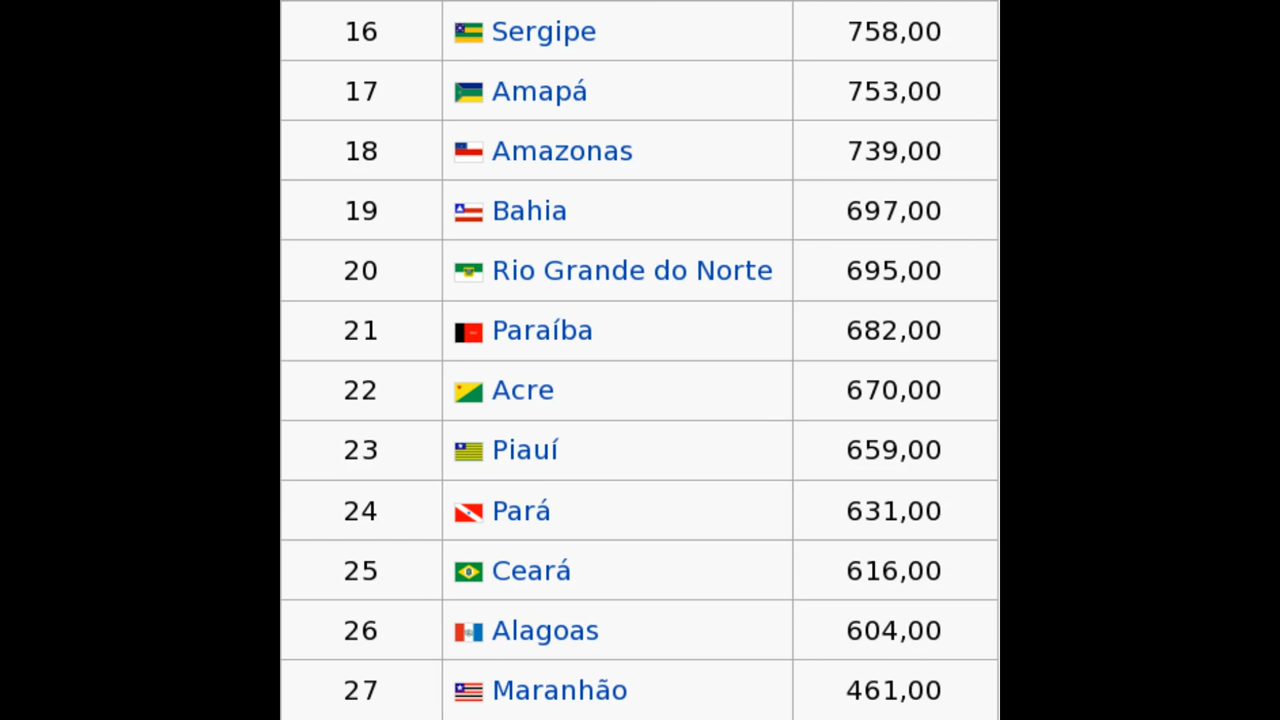 16 Sergipe 758,00
17 Amapá 753,00
18 Amazonas 739,00
19 Bahia 697,00
20 Rio Grande do Norte 695,00
21 Paraíba 682,00
22 Acre 670,00
23 Piauí 659,00
24 Pará 631,00
25 Ceará 616,00
26 Alagoas 604,00
27 Maranhão 461,00